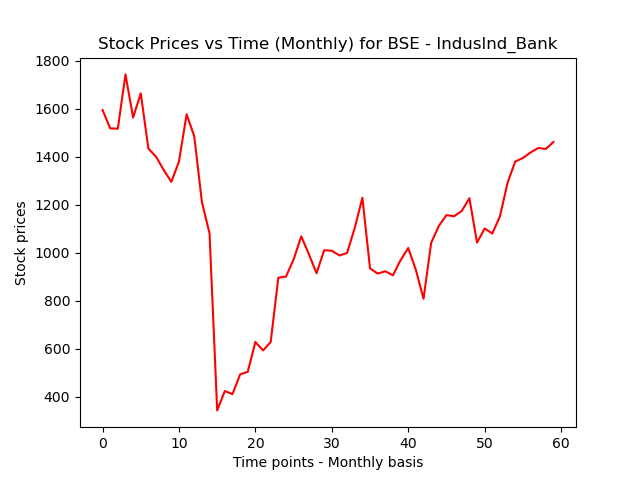 Stock Prices vs Time (Monthly) for BSE - IndusInd_Bank
1800
1600
1400
1200
1000
800
600
400
Stock prices
0 10 20 30 40 50 60
Time points - Monthly basis